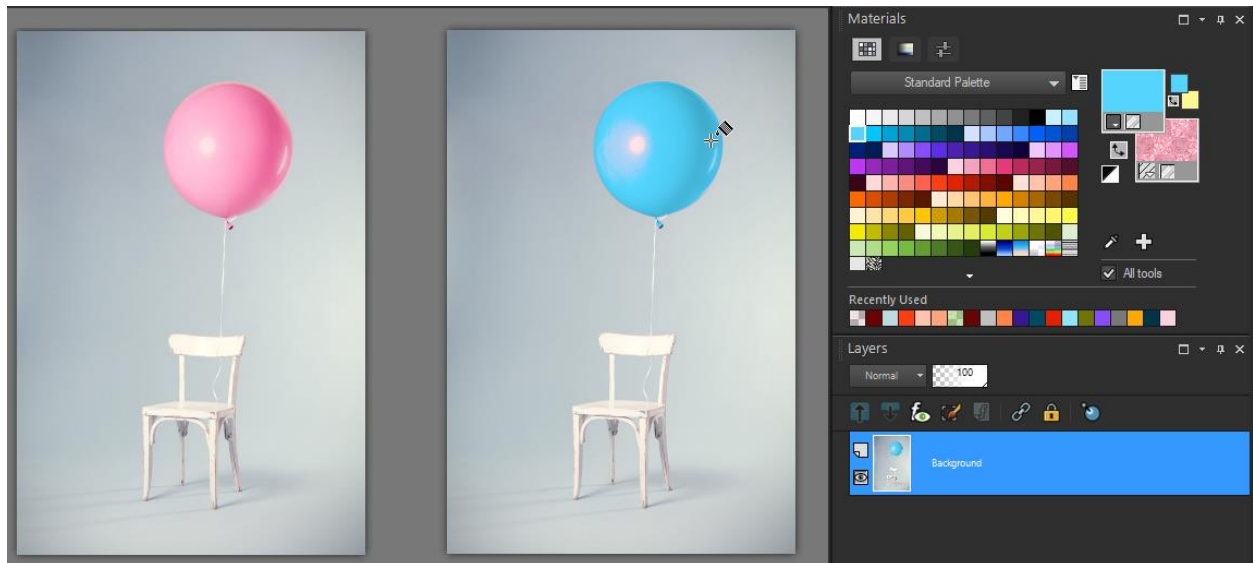 Materials
Standard Palette
All tools
Recently Used
Layers
Normal
100
Background